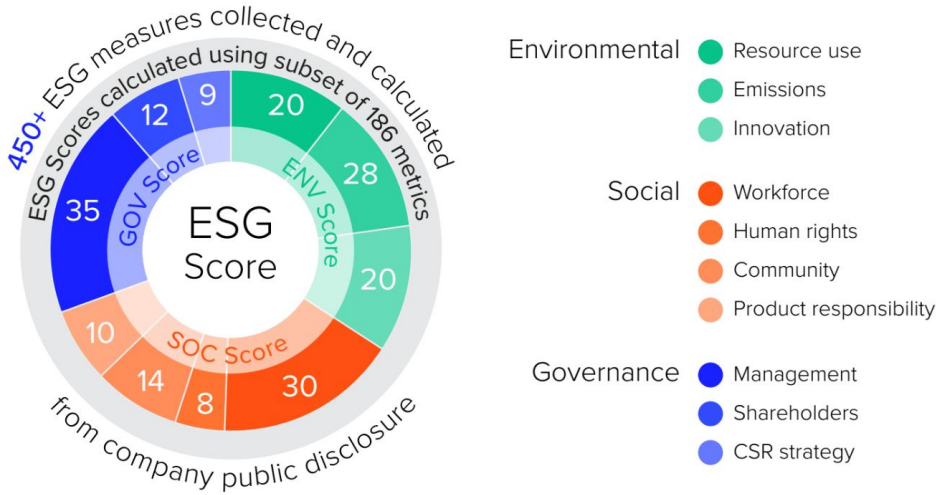 450+ ESG measures collected and calculated
ESG Scores calculated using subset of 186 metrics
from company public disclosure
ESG
Score
ENV Score
SOC Score
GOV Score
20
28
20
30
8
14
10
35
12
9
Environmental
Resource use
Emissions
Innovation
Social
Workforce
Human rights
Community
Product responsibility
Governance
Management
Shareholders
CSR strategy